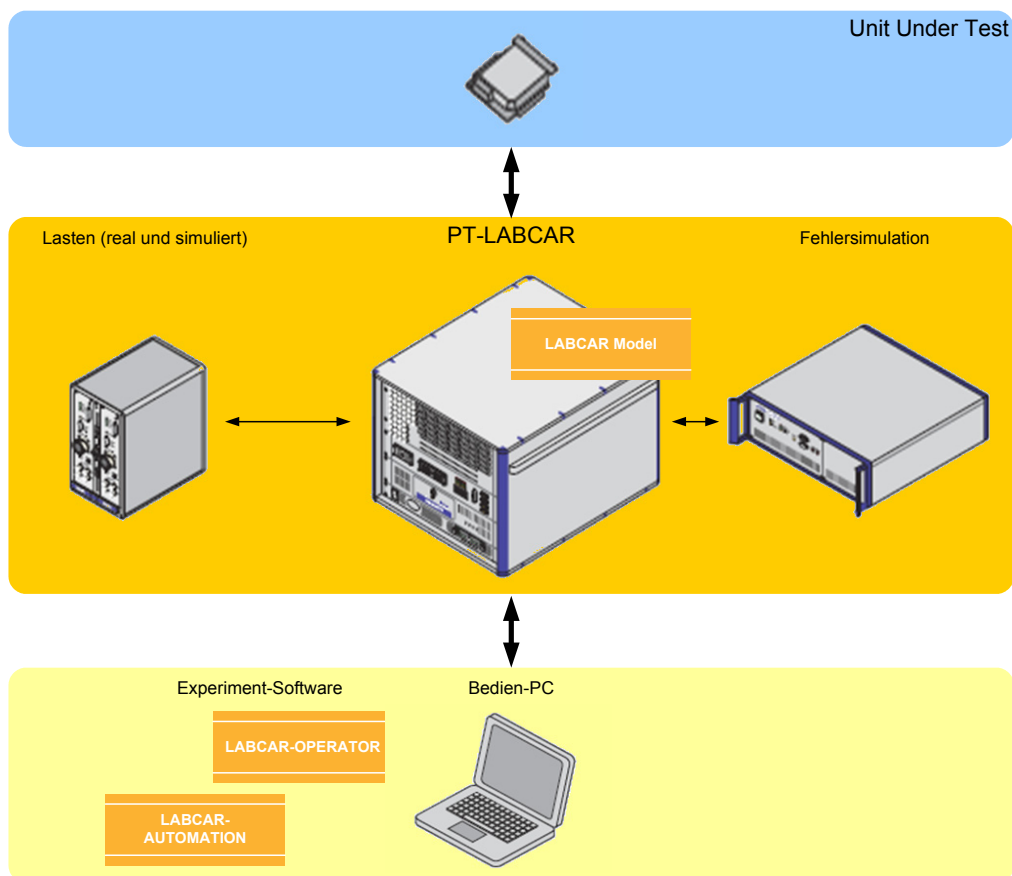 Unit Under Test
Lasten (real und simuliert)
PT-LABCAR
Fehlersimulation
LABCAR Model
Experiment-Software
Bedien-PC
LABCAR-OPERATOR
LABCAR-
AUTOMATION